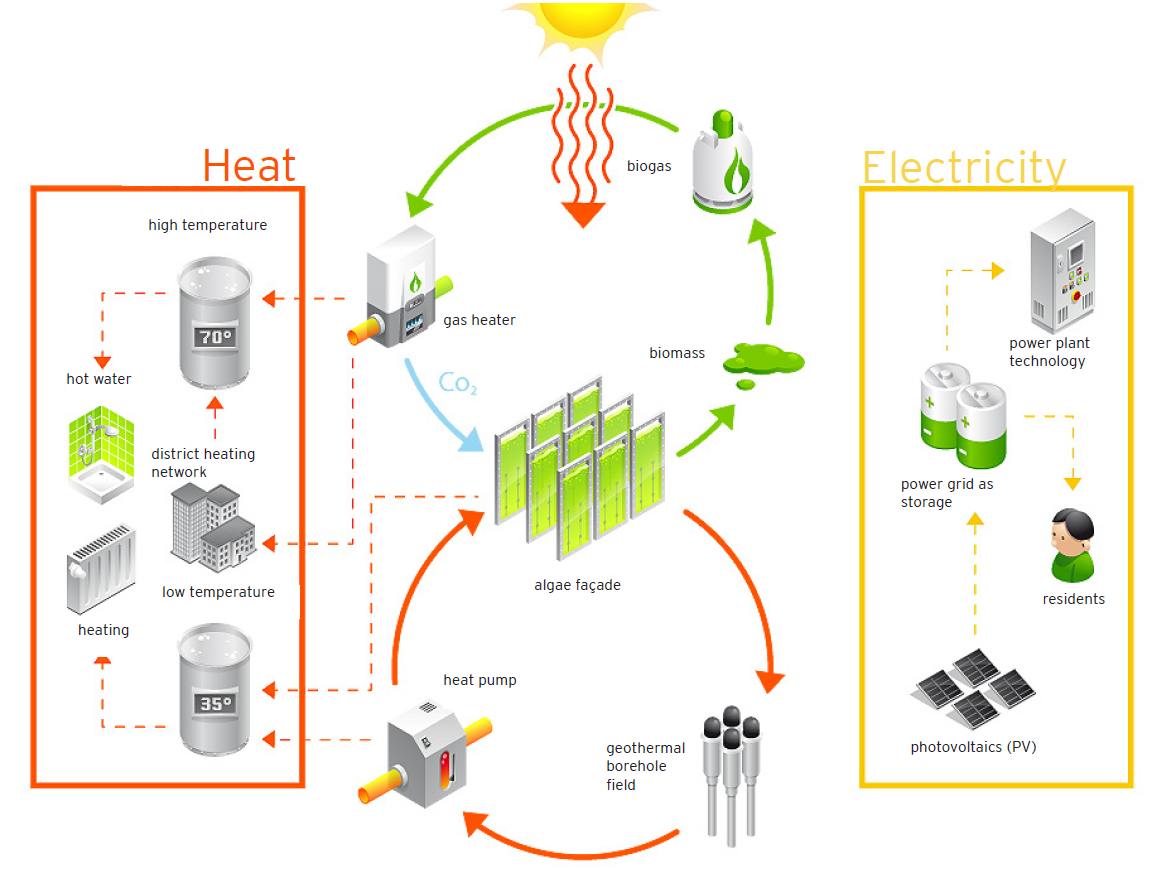 Heat
Electricity
biogas
high temperature
70°
gas heater
hot water
Co₂
biomass
district heating
network
low temperature
heating
35°
algae façade
heat pump
geothermal
borehole
field
power plant
technology
power grid as
storage
residents
photovoltaics (PV)